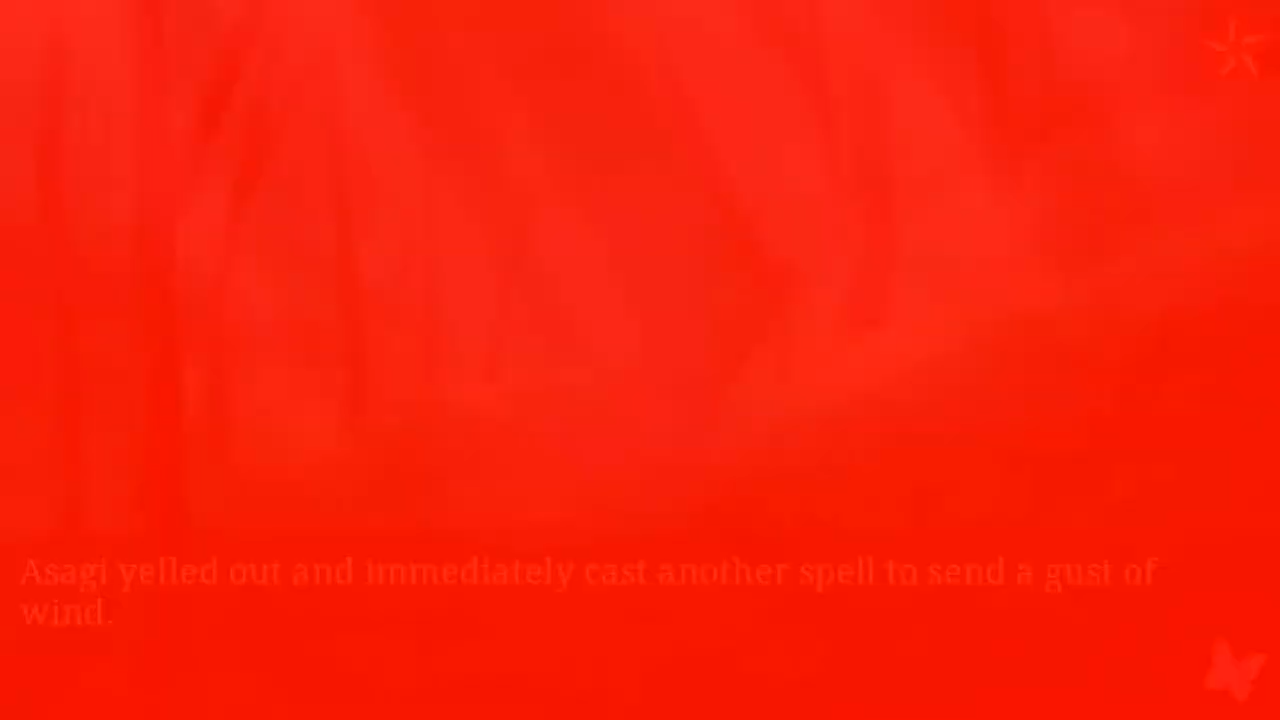 Asagi yelled out and immediately cast another spell to send a gust of
wind.